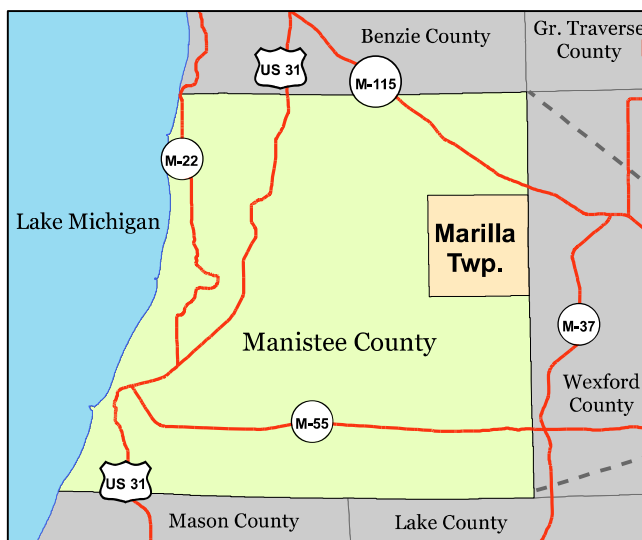 Gr. Traverse
County
Benzie County
US 31
M-115
M-22
Lake Michigan
Marilla
Twp.
M-37
Manistee County
Wexford
County
M-55
US 31
Mason County
Lake County